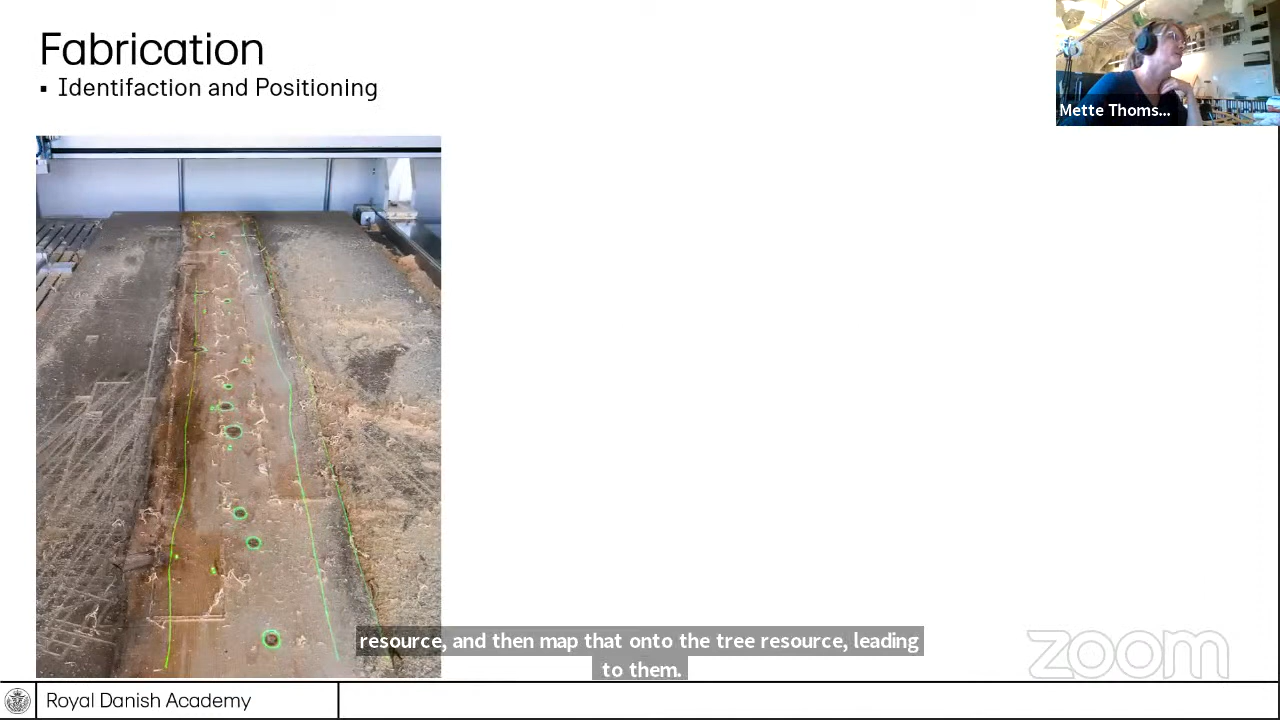 Fabrication
▪ Identifaction and Positioning
Mette Thoms...
resource, and then map that onto the tree resource, leading
to them.
zoom
Royal Danish Academy